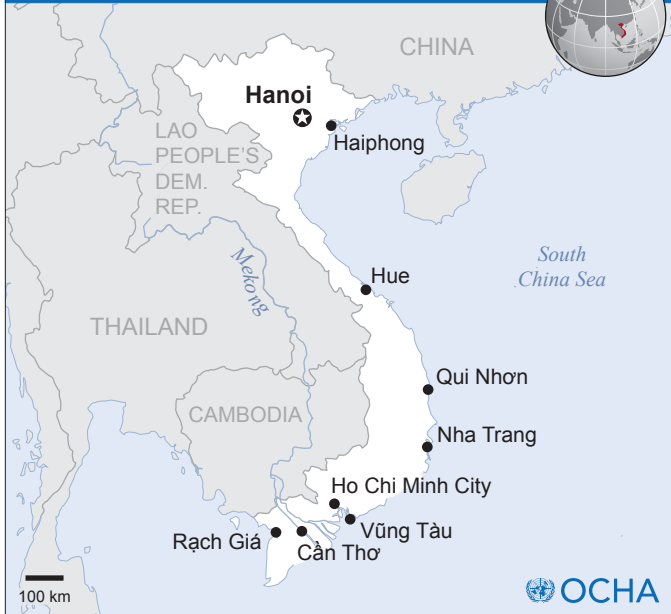 CHINA
Hanoi
Haiphong
LAO
PEOPLE'S
DEM.
REP.
Mekong
South
China Sea
Hue
THAILAND
Qui Nhơn
CAMBODIA
Nha Trang
Ho Chi Minh City
Vũng Tàu
Rạch Giá
Cần Thơ
100 km
OCHA